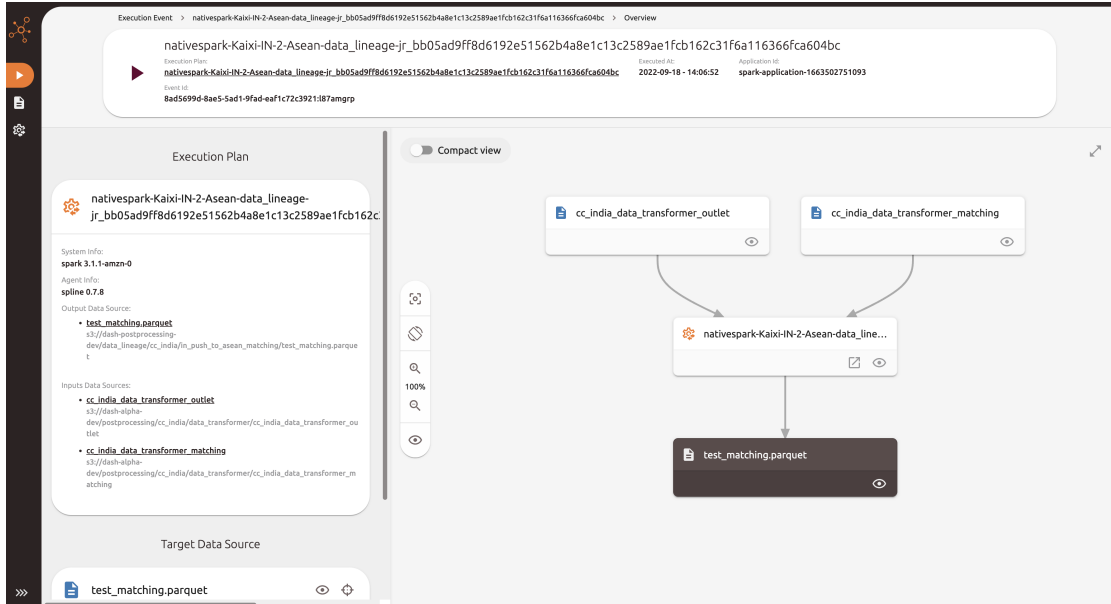 Execution Event > nativespark-Kaixi-IN-2-Asean-data_lineage-jr_bb05ad9ff8d6192e51562b4a8e1c13c2589ae1fcb162c31f6a116366fca604bc > Overview
nativespark-Kaixi-IN-2-Asean-data_lineage-jr_bb05ad9ff8d6192e51562b4a8e1c13c2589ae1fcb162c31f6a116366fca604bc
Execution Plan: Executed At: Application Id:
nativespark-Kaixi-IN-2-Asean-data_lineage-jr_bb05ad9ff8d6192e51562b4a8e1c13c2589ae1fcb162c31f6a116366fca604bc 2022-09-18 - 14:06:52 spark-application-1663502751093
Event Id:
8ad5699d-8ae5-5ad1-9fad-eaf1c72c3921:l87amgrp
Execution Plan
nativespark-Kaixi-IN-2-Asean-data_lineage-
jr_bb05ad9ff8d6192e51562b4a8e1c13c2589ae1fcb162c
System Info:
spark 3.1.1-amzn-0
Agent Info:
spline 0.7.8
Output Data Source:
test_matching.parquet
s3://dash-postprocessing-
dev/data_lineage/cc_india/in_push_to_asean_matching/test_matching.parque
t
Inputs Data Sources:
cc_india_data_transformer_outlet
s3://dash-alpha-
dev/postprocessing/cc_india/data_transformer/cc_india_data_transformer_ou
tlet
cc_india_data_transformer_matching
s3://dash-alpha-
dev/postprocessing/cc_india/data_transformer/cc_india_data_transformer_m
atching
Target Data Source
test_matching.parquet
Compact view
100%
cc_india_data_transformer_outlet
cc_india_data_transformer_matching
nativespark-Kaixi-IN-2-Asean-data_line...
test_matching.parquet